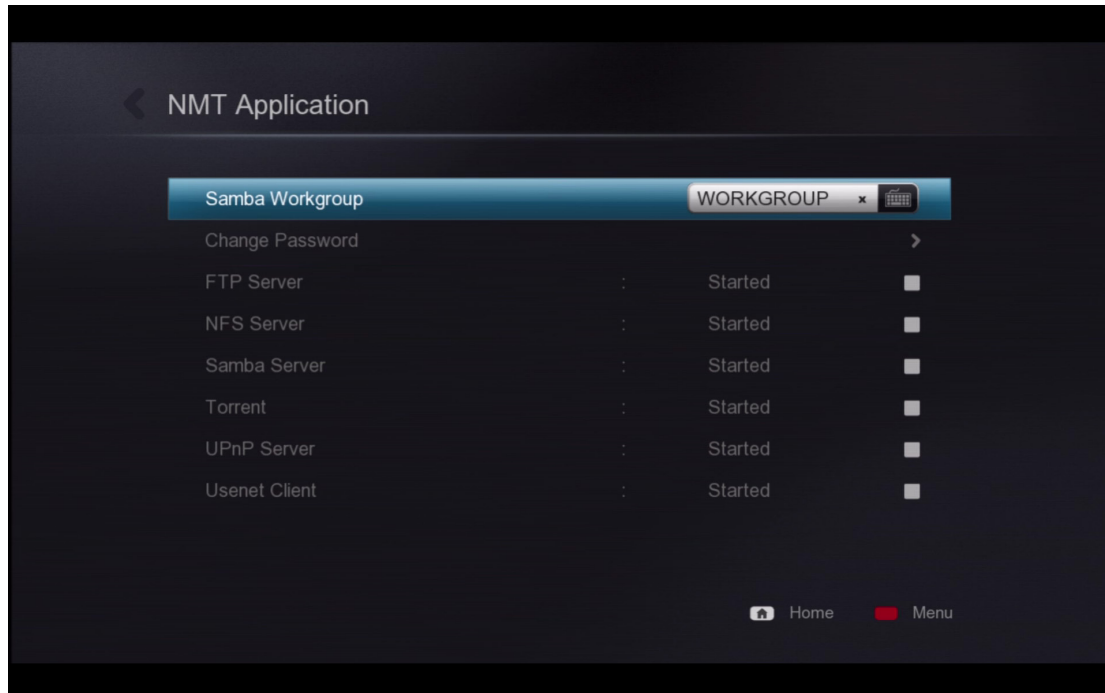 NMT Application
Samba Workgroup WORKGROUP x
Change Password >
FTP Server : Started
NFS Server : Started
Samba Server : Started
Torrent : Started
UPnP Server : Started
Usenet Client : Started
Home Menu